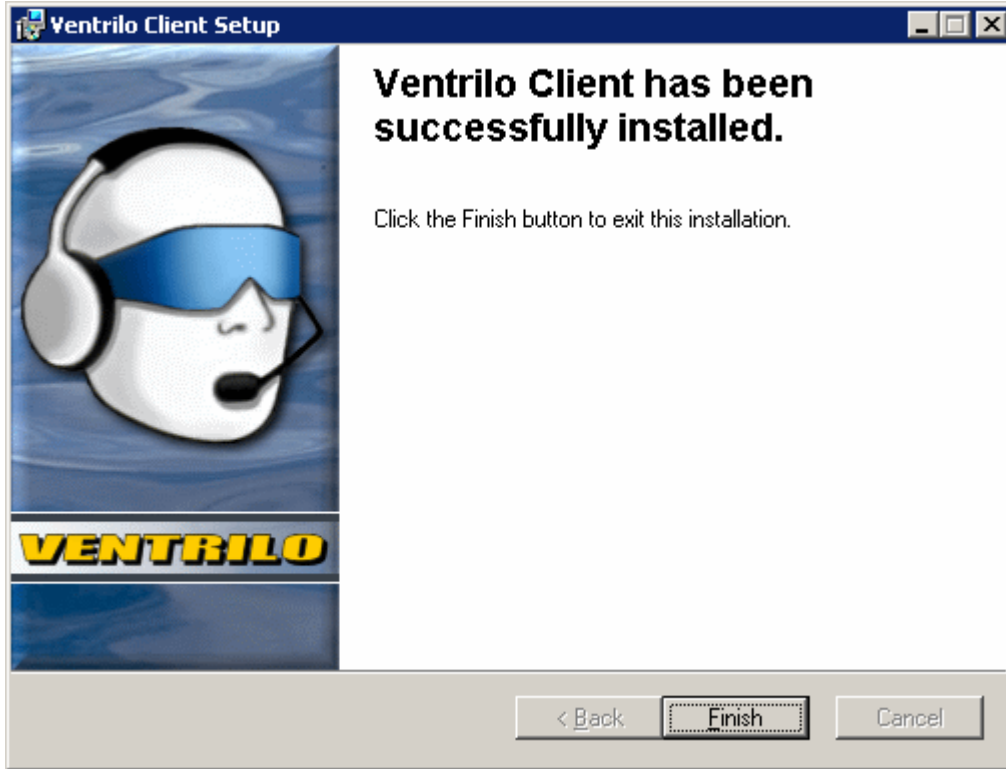 Ventrilo Client Setup
Ventrilo Client has been
successfully installed.
Click the Finish button to exit this installation.
VENTRILO
< Back
Finish
Cancel